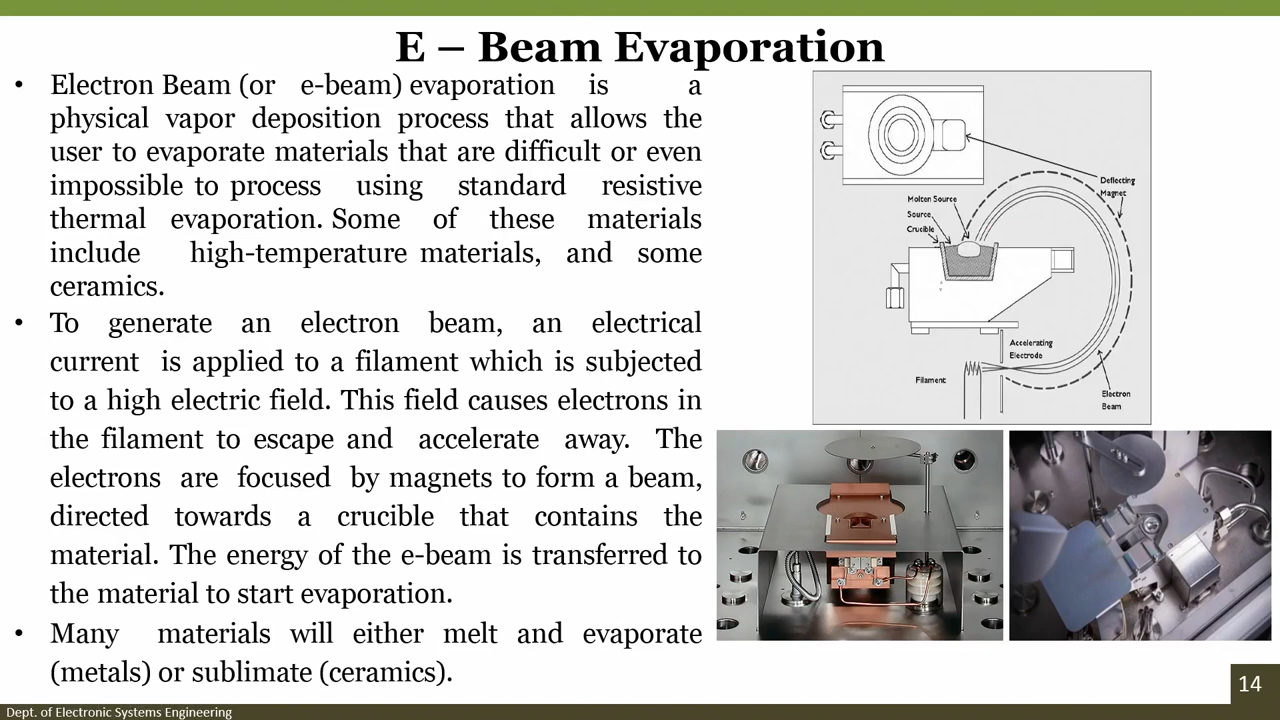 E – Beam Evaporation
• Electron Beam (or e-beam) evaporation is a
physical vapor deposition process that allows the
user to evaporate materials that are difficult or even
impossible to process using standard resistive
thermal evaporation. Some of these materials
include high-temperature materials, and some
ceramics.
• To generate an electron beam, an electrical
current is applied to a filament which is subjected
to a high electric field. This field causes electrons in
the filament to escape and accelerate away. The
electrons are focused by magnets to form a beam,
directed towards a crucible that contains the
material. The energy of the e-beam is transferred to
the material to start evaporation.
• Many materials will either melt and evaporate
(metals) or sublimate (ceramics).
Deflecting
Magnet
Molten Source
Source
Crucible
Accelerating
Electrode
Filament
Electron
Beam
14
Dept. of Electronic Systems Engineering